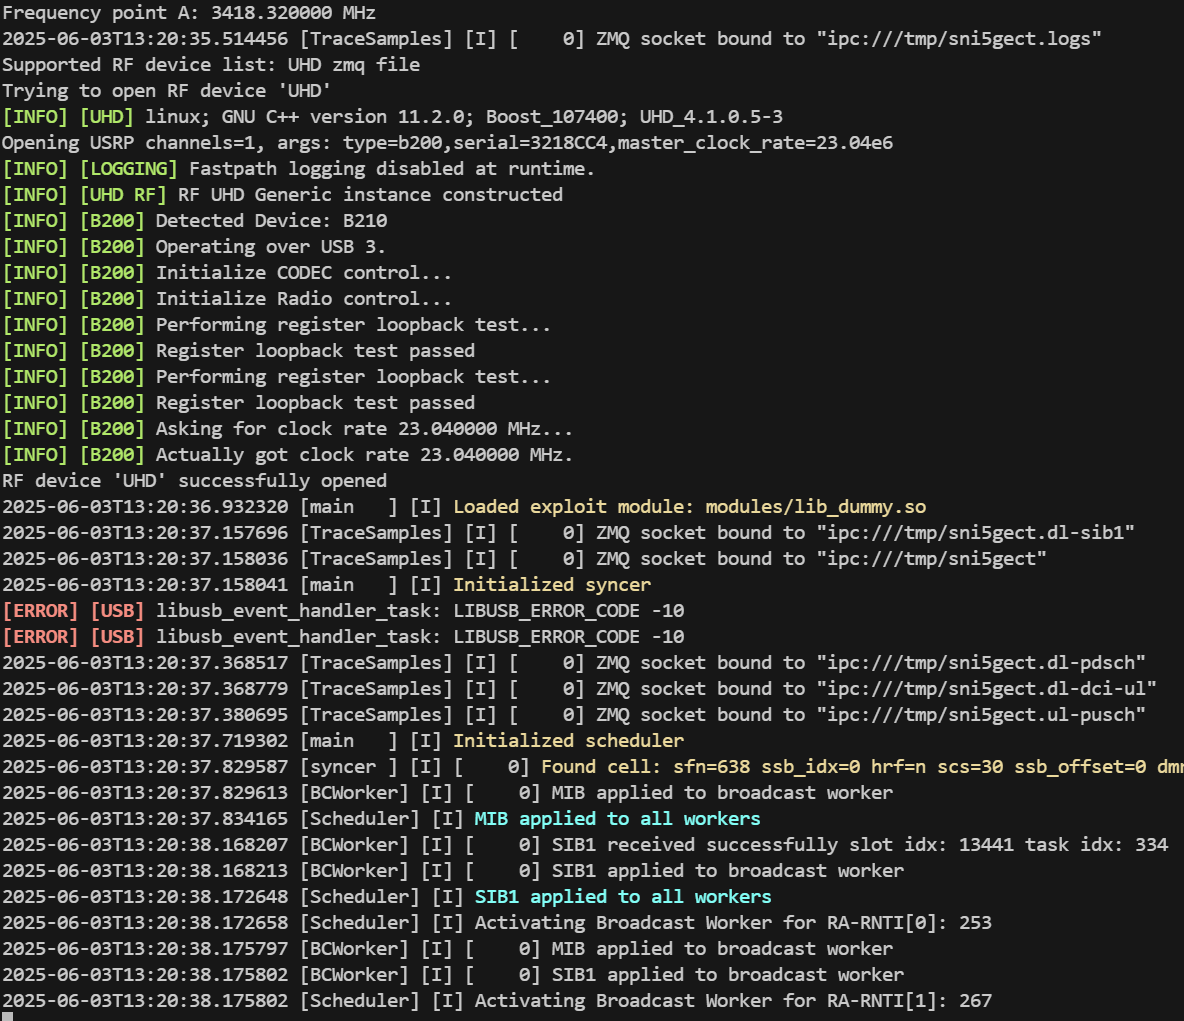 Frequency point A: 3418.320000 MHz
2025-06-03T13:20:35.514456 [TraceSamples] [I] [    0] ZMQ socket bound to "ipc:///tmp/sni5gect.logs"
Supported RF device list: UHD zmq file
Trying to open RF device 'UHD'
[INFO] [UHD] linux; GNU C++ version 11.2.0; Boost_107400; UHD_4.1.0.5-3
Opening USRP channels=1, args: type=b200,serial=3218CC4,master_clock_rate=23.04e6
[INFO] [LOGGING] Fastpath logging disabled at runtime.
[INFO] [UHD RF] RF UHD Generic instance constructed
[INFO] [B200] Detected Device: B210
[INFO] [B200] Operating over USB 3.
[INFO] [B200] Initialize CODEC control...
[INFO] [B200] Initialize Radio control...
[INFO] [B200] Performing register loopback test...
[INFO] [B200] Register loopback test passed
[INFO] [B200] Performing register loopback test...
[INFO] [B200] Register loopback test passed
[INFO] [B200] Asking for clock rate 23.040000 MHz...
[INFO] [B200] Actually got clock rate 23.040000 MHz.
RF device 'UHD' successfully opened
2025-06-03T13:20:36.932320 [main   ] [I] Loaded exploit module: modules/lib_dummy.so
2025-06-03T13:20:37.157696 [TraceSamples] [I] [    0] ZMQ socket bound to "ipc:///tmp/sni5gect.dl-sib1"
2025-06-03T13:20:37.158036 [TraceSamples] [I] [    0] ZMQ socket bound to "ipc:///tmp/sni5gect"
2025-06-03T13:20:37.158041 [main   ] [I] Initialized syncer
[ERROR] [USB] libusb_event_handler_task: LIBUSB_ERROR_CODE -10
[ERROR] [USB] libusb_event_handler_task: LIBUSB_ERROR_CODE -10
2025-06-03T13:20:37.368517 [TraceSamples] [I] [    0] ZMQ socket bound to "ipc:///tmp/sni5gect.dl-pdsch"
2025-06-03T13:20:37.368779 [TraceSamples] [I] [    0] ZMQ socket bound to "ipc:///tmp/sni5gect.dl-dci-ul"
2025-06-03T13:20:37.380695 [TraceSamples] [I] [    0] ZMQ socket bound to "ipc:///tmp/sni5gect.ul-pusch"
2025-06-03T13:20:37.719302 [main   ] [I] Initialized scheduler
2025-06-03T13:20:37.829587 [syncer ] [I] [    0] Found cell: sfn=638 ssb_idx=0 hrf=n scs=30 ssb_offset=0
2025-06-03T13:20:37.829613 [BCWorker] [I] [    0] MIB applied to broadcast worker
2025-06-03T13:20:37.834165 [Scheduler] [I] MIB applied to all workers
2025-06-03T13:20:38.168207 [BCWorker] [I] [    0] SIB1 received successfully slot idx: 13441 task idx: 334
2025-06-03T13:20:38.168213 [BCWorker] [I] [    0] SIB1 applied to broadcast worker
2025-06-03T13:20:38.172648 [Scheduler] [I] SIB1 applied to all workers
2025-06-03T13:20:38.172658 [Scheduler] [I] Activating Broadcast Worker for RA-RNTI[0]: 253
2025-06-03T13:20:38.175797 [BCWorker] [I] [    0] MIB applied to broadcast worker
2025-06-03T13:20:38.175802 [BCWorker] [I] [    0] SIB1 applied to broadcast worker
2025-06-03T13:20:38.175802 [Scheduler] [I] Activating Broadcast Worker for RA-RNTI[1]: 267